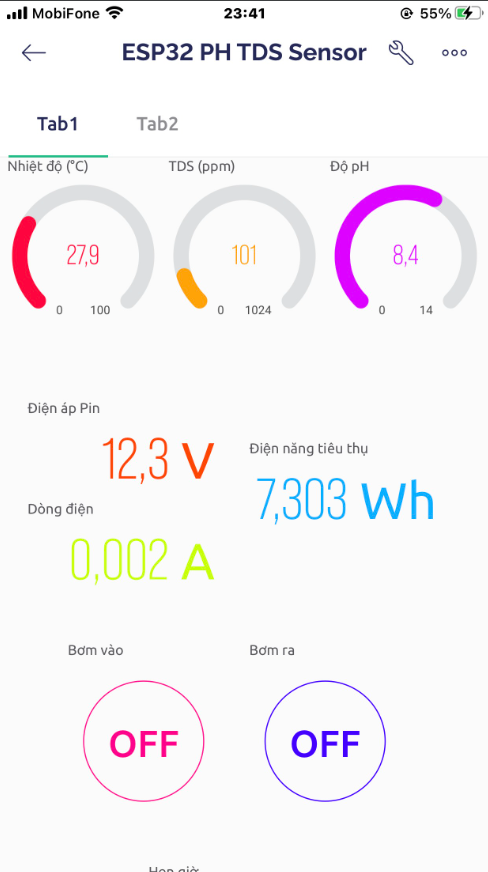 MobiFone 23:41 55%
ESP32 PH TDS Sensor
Tab1 Tab2
Nhiệt độ (°C) TDS (ppm) Độ pH
27,9 101 8,4
0 100 0 1024 0 14
Điện áp Pin
12,3 V
Điện năng tiêu thụ
7,303 Wh
Dòng điện
0,002 A
Bơm vào Bơm ra
OFF OFF
Hẹn giờ